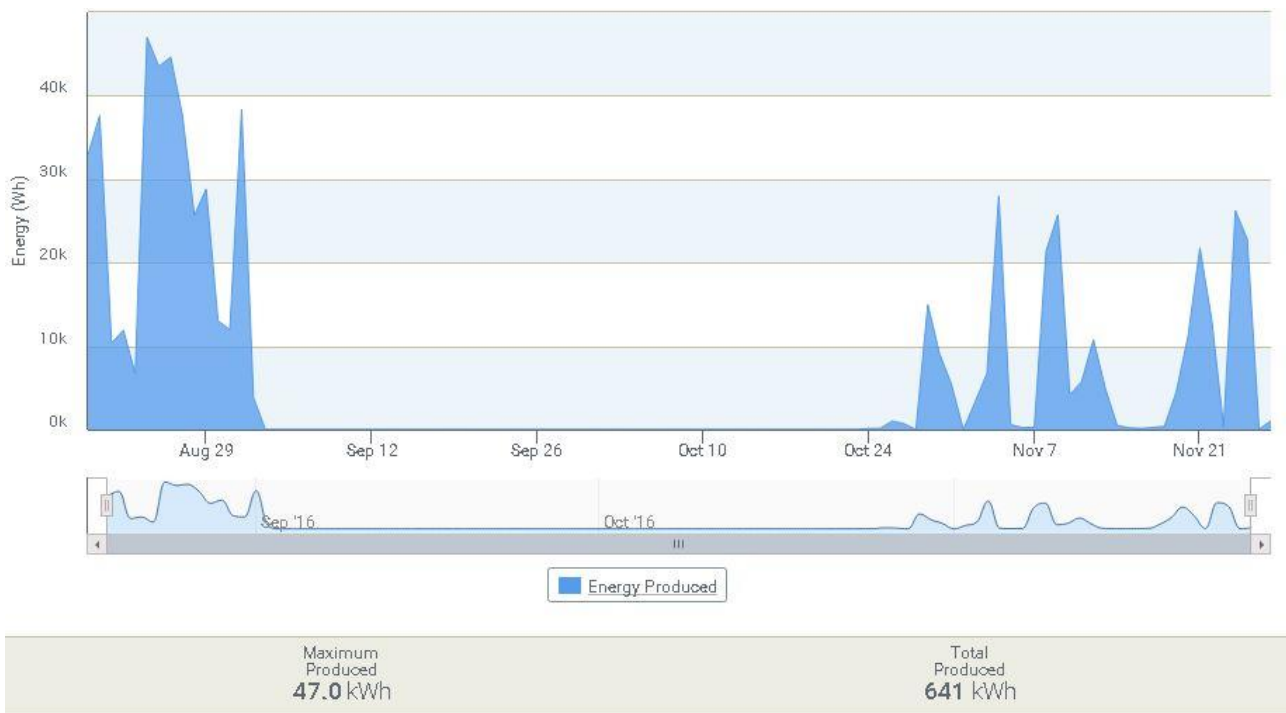 40k
30k
20k
10k
0k
Energy (Wh)
Aug 29 Sep 12 Sep 26 Oct 10 Oct 24 Nov 7 Nov 21
Sep '16 Oct '16
Energy Produced
Maximum
Produced
47.0 kWh
Total
Produced
641 kWh